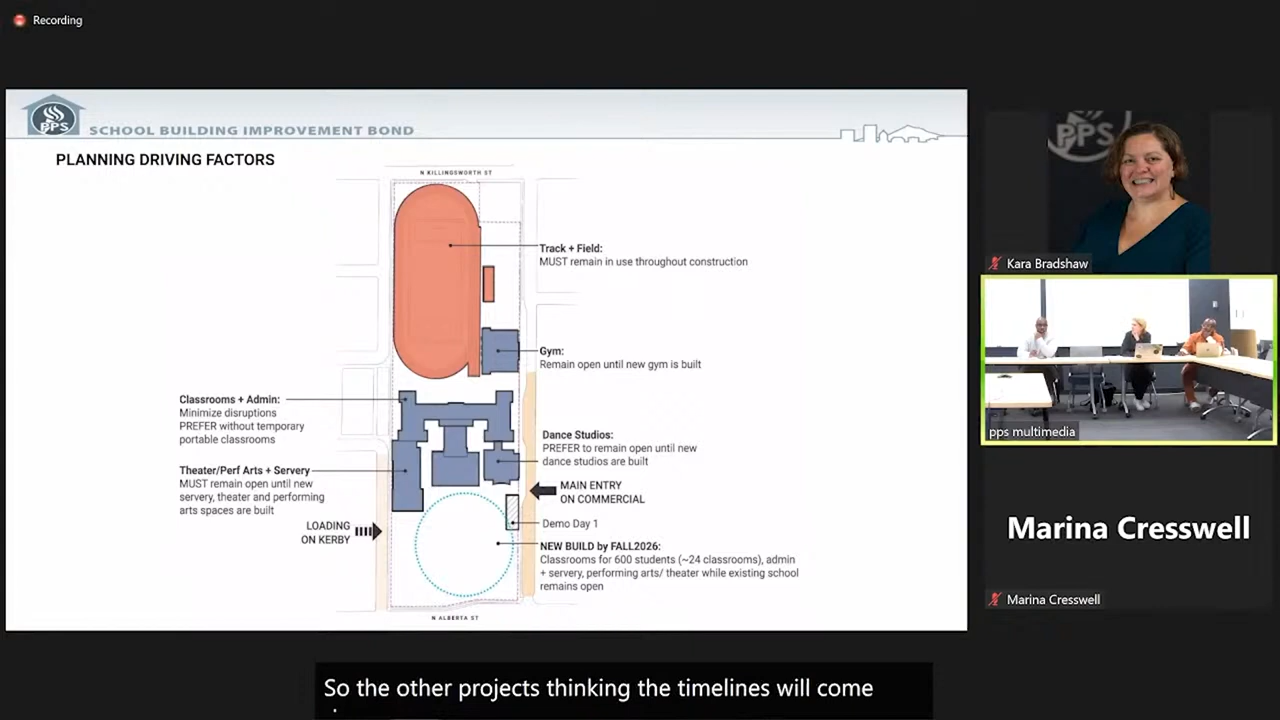 Recording
PPS
SCHOOL BUILDING IMPROVEMENT BOND
PLANNING DRIVING FACTORS
N KILLINGSWORTH ST
Track + Field:
MUST remain in use throughout construction
Gym:
Remain open until new gym is built
Classrooms + Admin:
Minimize disruptions
PREFER without temporary
portable classrooms
Dance Studios:
PREFER to remain open until new
dance studios are built
Theater/Perf Arts + Servery
MUST remain open until new
servery, theater and performing
arts spaces are built
MAIN ENTRY
ON COMMERCIAL
LOADING
ON KERBY
Demo Day 1
NEW BUILD by FALL2026:
Classrooms for 600 students (~24 classrooms), admin
+ servery, performing arts/ theater while existing school
remains open
N ALBERTA ST
PPS
Kara Bradshaw
pps multimedia
Marina Cresswell
Marina Cresswell
So the other projects thinking the timelines will come